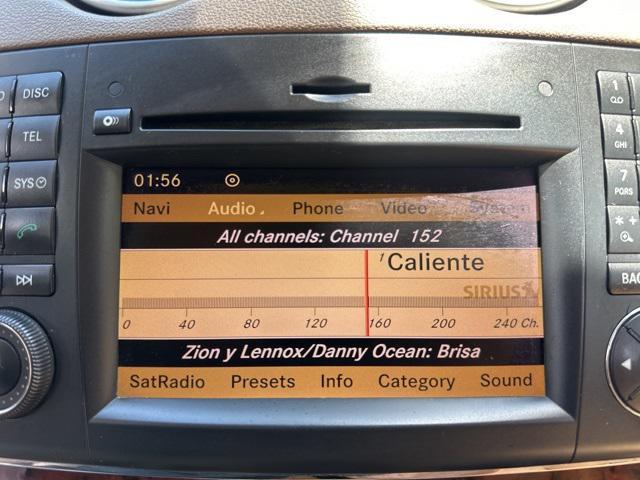 DISC
TEL
SYS
1
4
GHI
7
PQRS
* +
BAC
01:56
Navi Audio Phone Video System
All channels: Channel 152
1 Caliente
SIRIUS
0 40 80 120 160 200 240 Ch.
Zion y Lennox/Danny Ocean: Brisa
SatRadio Presets Info Category Sound